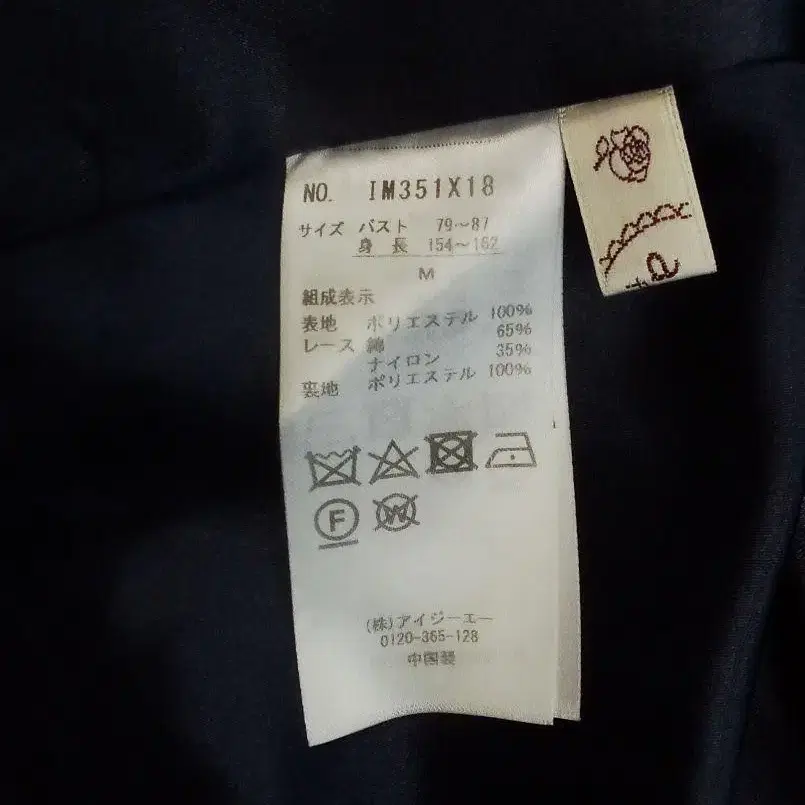 NO. IM351X18
サイズ バスト 79~87
身 長 154~162
M
組成表示
表地 ポリエステル 100%
レース 綿 65%
ナイロン 35%
裏地 ポリエステル 100%
F
W
(株)アイジーエー
0120-365-128
中国製